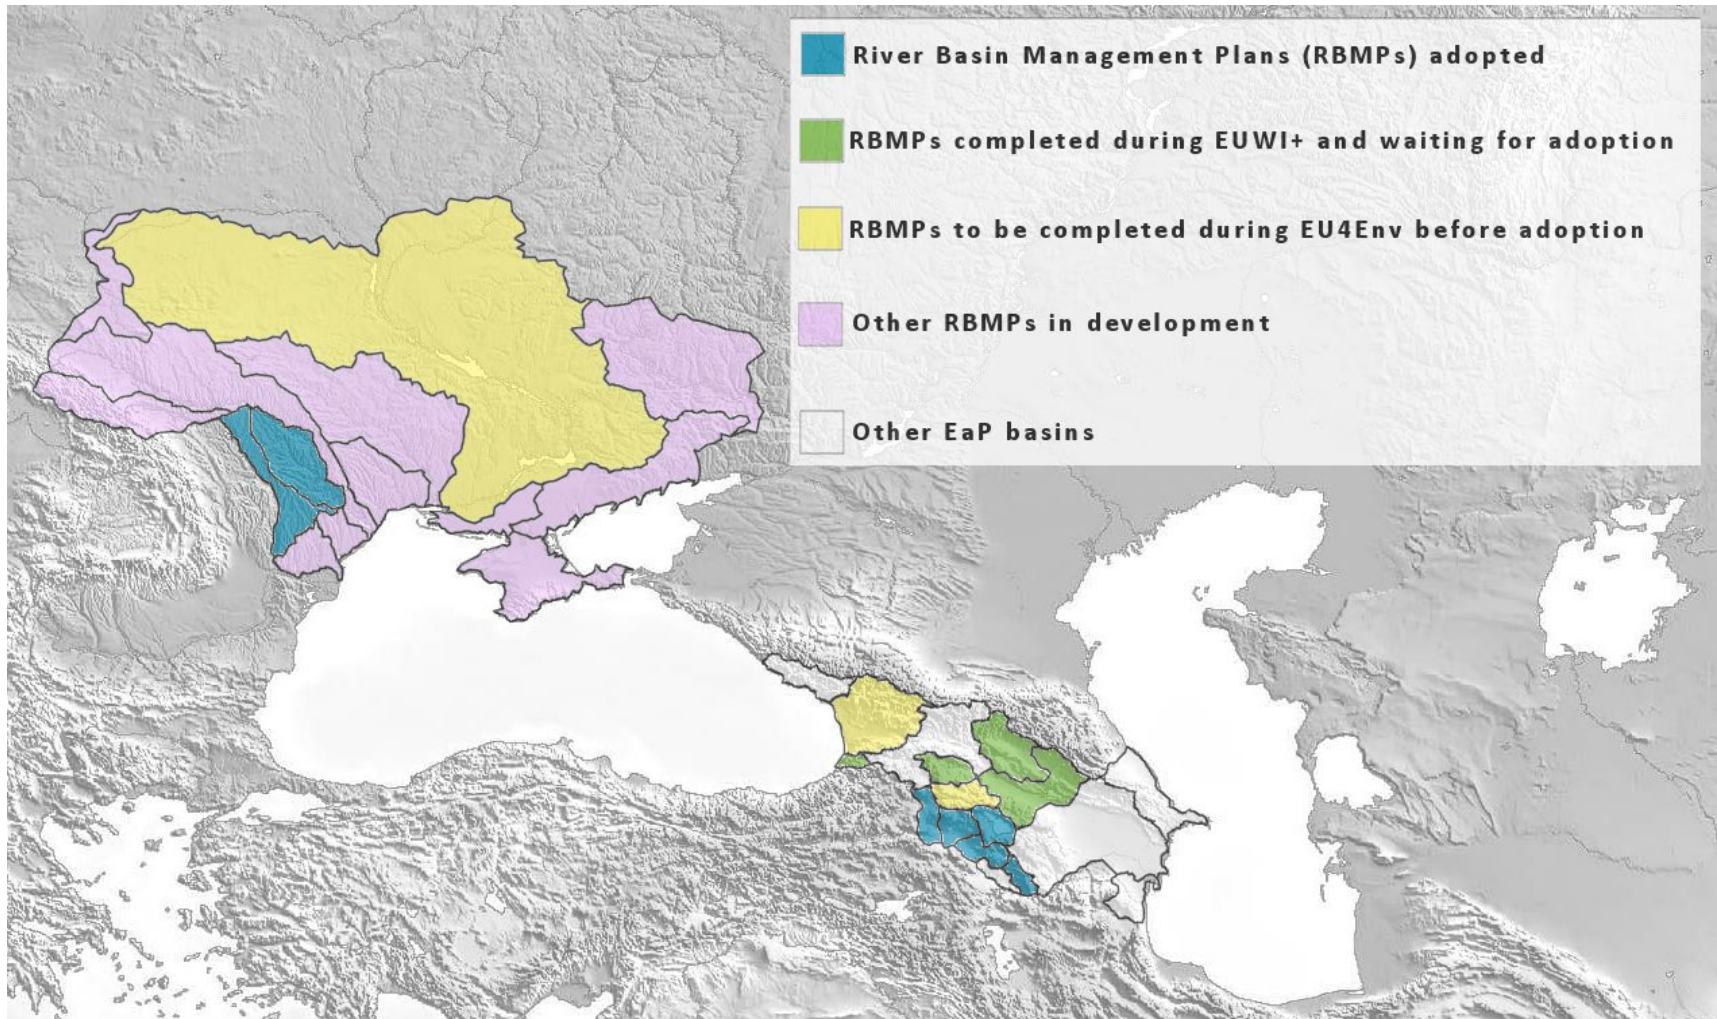 River Basin Management Plans (RBMPs) adopted
RBMPs completed during EUWI+ and waiting for adoption
RBMPs to be completed during EU4Env before adoption
Other RBMPs in development
Other EaP basins